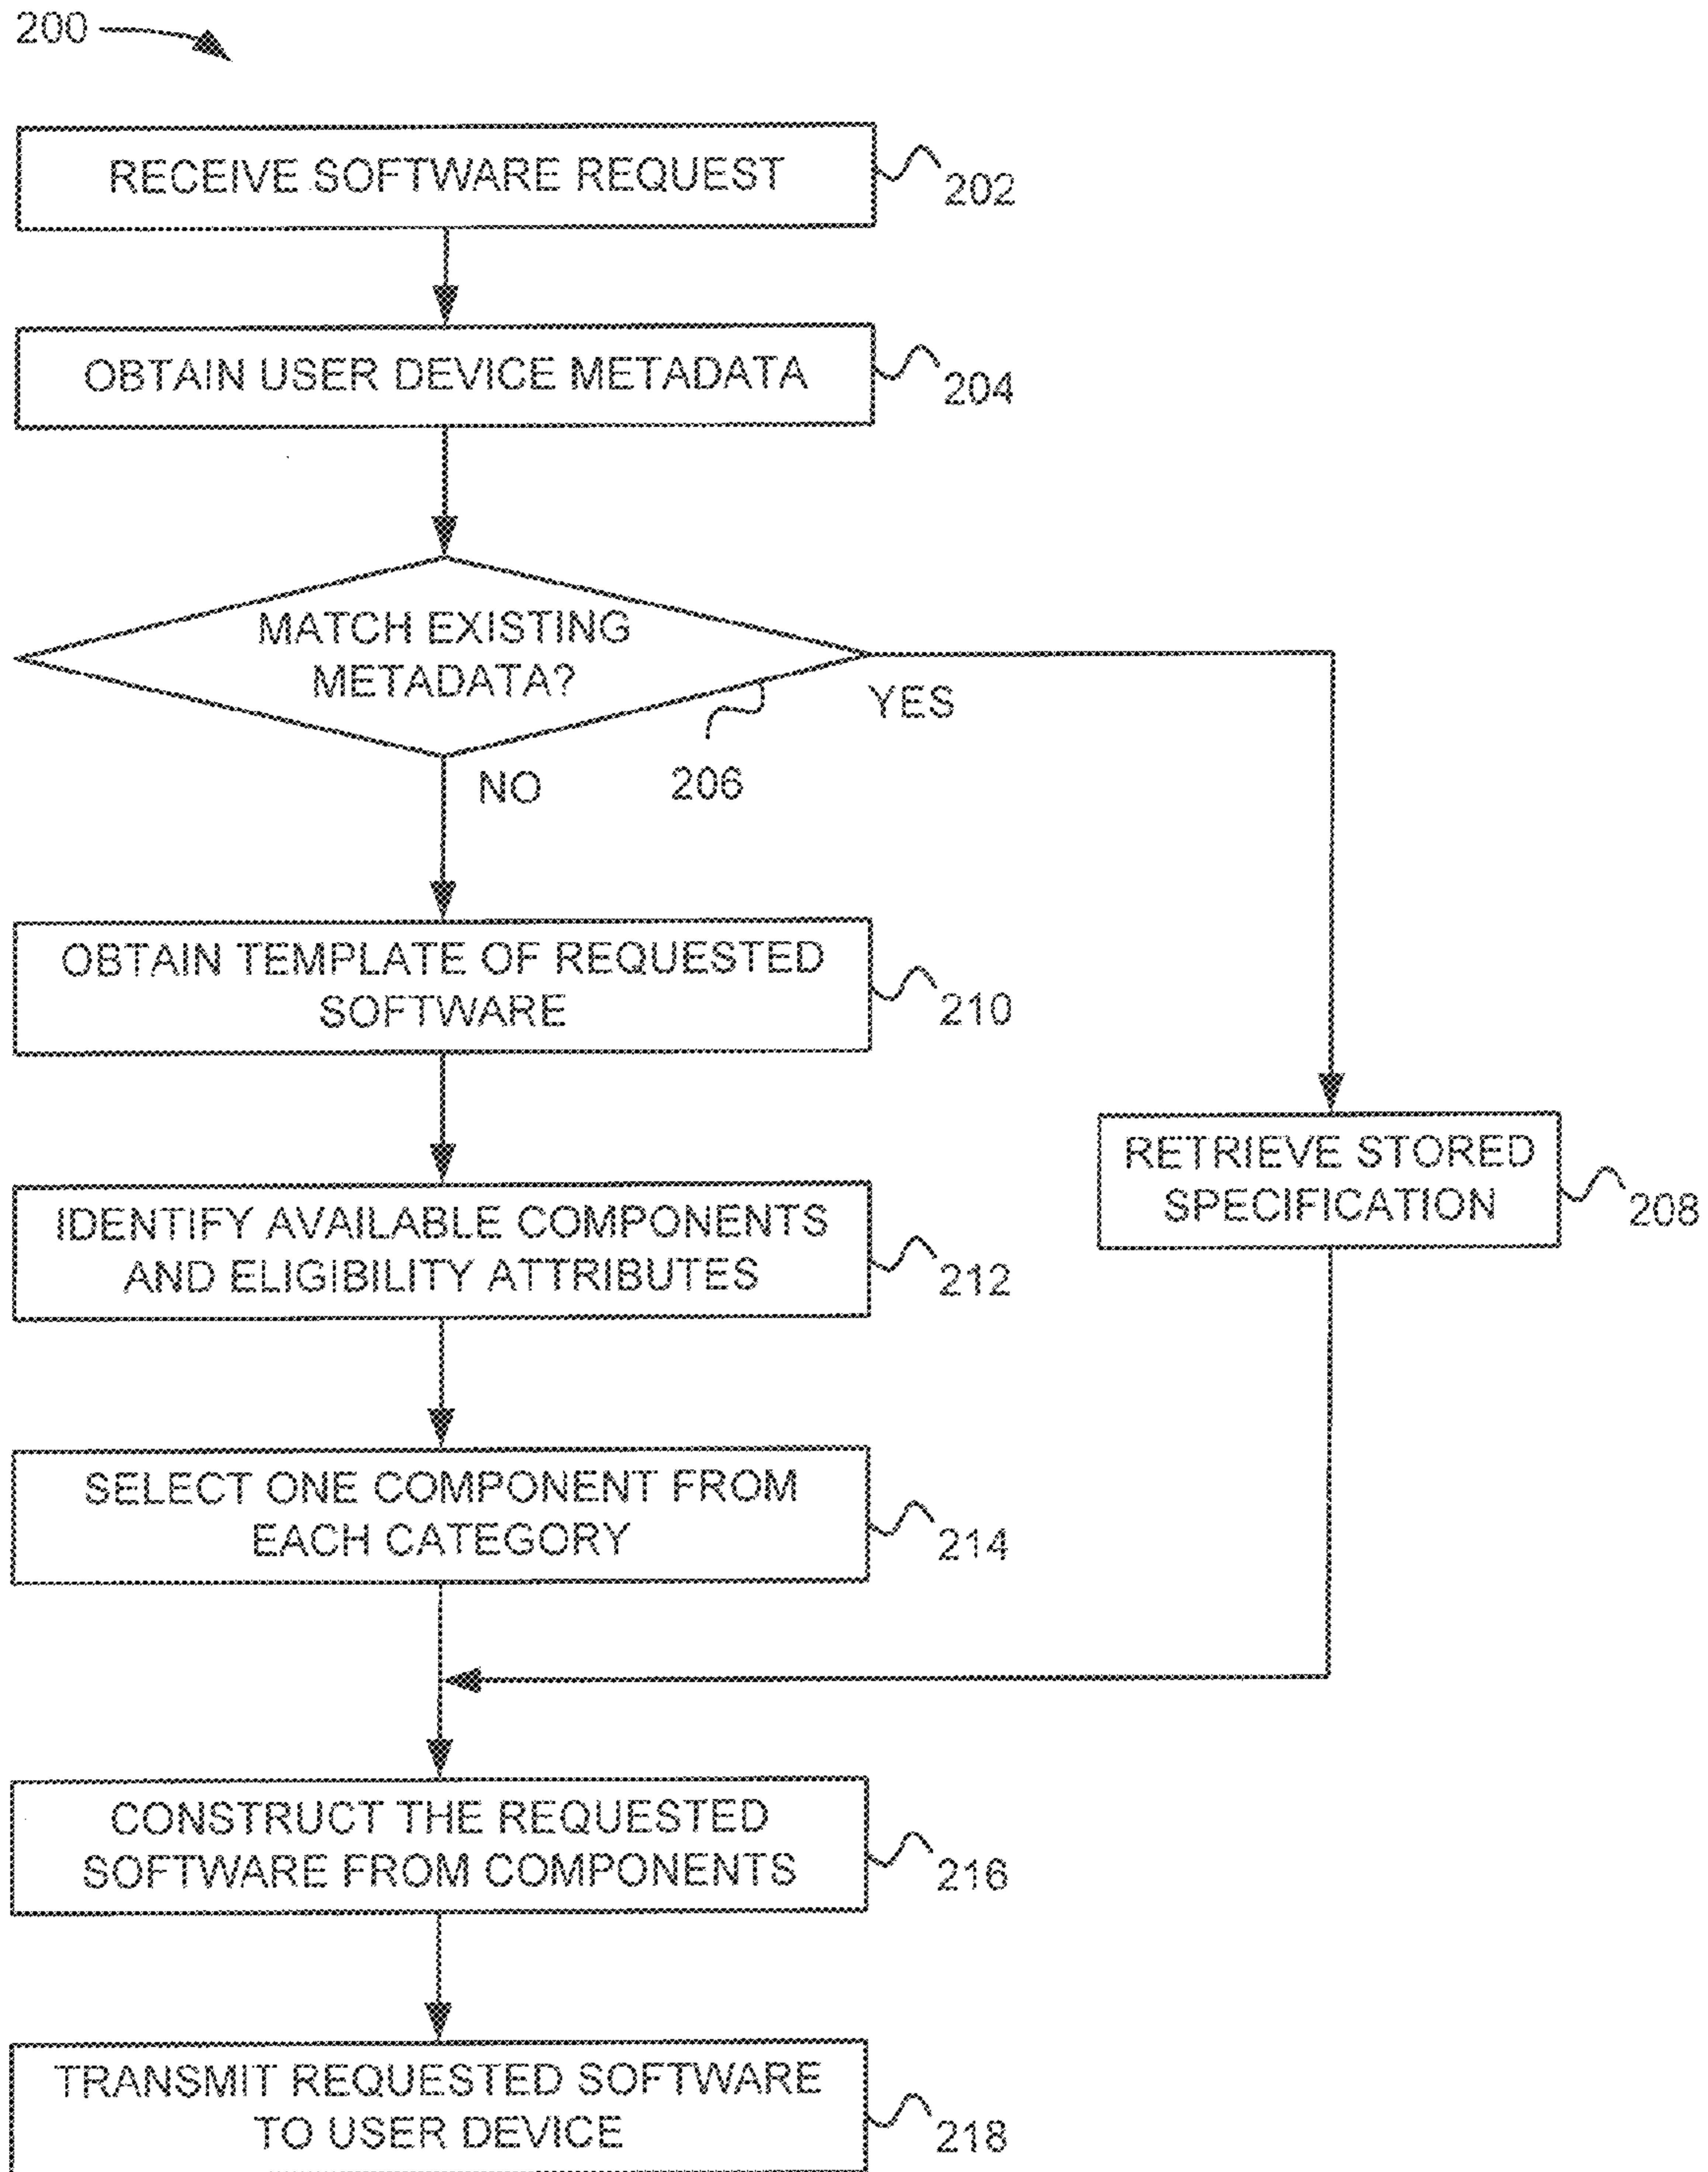 200
RECEIVE SOFTWARE REQUEST
202
OBTAIN USER DEVICE METADATA
204
MATCH EXISTING
METADATA?
YES
NO
206
OBTAIN TEMPLATE OF REQUESTED
SOFTWARE
210
RETRIEVE STORED
SPECIFICATION
208
IDENTIFY AVAILABLE COMPONENTS
AND ELIGIBILITY ATTRIBUTES
212
SELECT ONE COMPONENT FROM
EACH CATEGORY
214
CONSTRUCT THE REQUESTED
SOFTWARE FROM COMPONENTS
216
TRANSMIT REQUESTED SOFTWARE
TO USER DEVICE
218